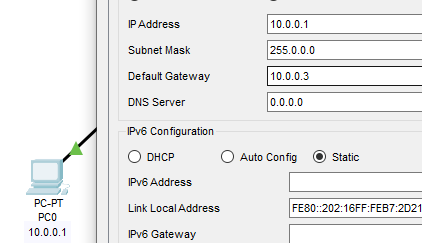 IP Address 10.0.0.1
Subnet Mask 255.0.0.0
Default Gateway 10.0.0.3
DNS Server 0.0.0.0
IPv6 Configuration
DHCP Auto Config Static
IPv6 Address
Link Local Address FE80::202:16FF:FEB7:2D21
IPv6 Gateway
PC-PT
PC0
10.0.0.1